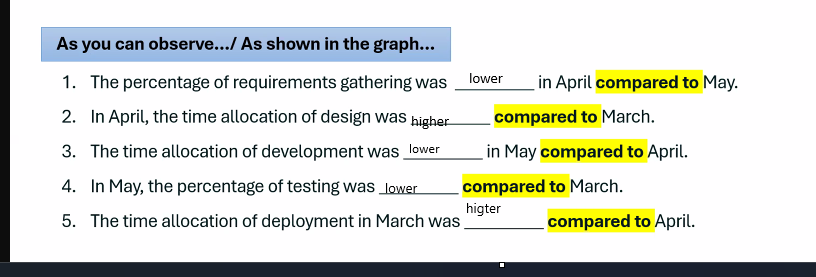 As you can observe.../ As shown in the graph...
1. The percentage of requirements gathering was lower in April compared to May.
2. In April, the time allocation of design was higher compared to March.
3. The time allocation of development was lower in May compared to April.
4. In May, the percentage of testing was lower compared to March.
5. The time allocation of deployment in March was higter compared to April.